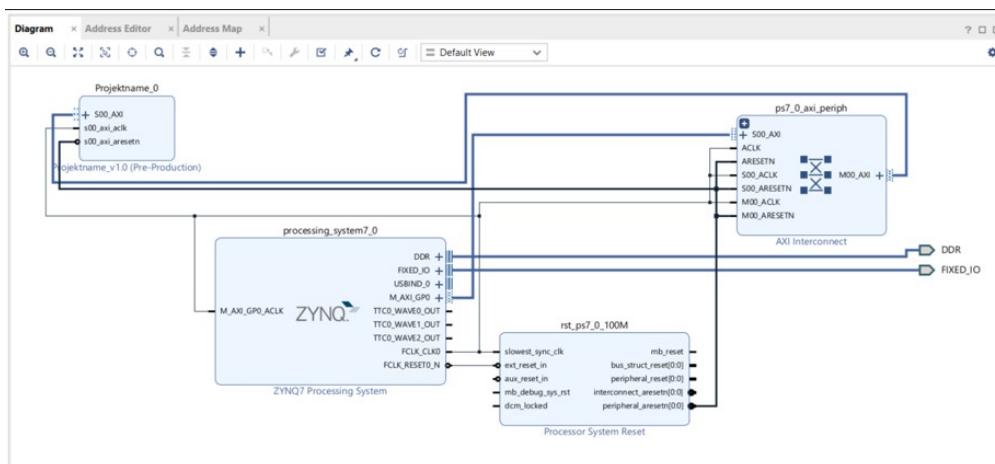 Diagram × Address Editor × Address Map ×
Default View
Projektname_0
S00_AXI
s00_axi_aclk
s00_axi_aresetn
Projektname_v1.0 (Pre-Production)
ps7_0_axi_periph
S00_AXI
ACLK
ARESETN
S00_ACLK
S00_ARESETN
M00_ACLK
M00_ARESETN
M00_AXI
AXI Interconnect
processing_system7_0
M_AXI_GP0_ACLK
ZYNQ
DDR
FIXED_IO
USBIND_0
M_AXI_GP0
TTC0_WAVE0_OUT
TTC0_WAVE1_OUT
TTC0_WAVE2_OUT
FCLK_CLK0
FCLK_RESET0_N
ZYNQ7 Processing System
DDR
FIXED_IO
rst_ps7_0_100M
slowest_sync_clk
ext_reset_in
aux_reset_in
mb_debug_sys_rst
dcm_locked
mb_reset
bus_struct_reset[0:0]
peripheral_reset[0:0]
interconnect_aresetn[0:0]
peripheral_aresetn[0:0]
Processor System Reset